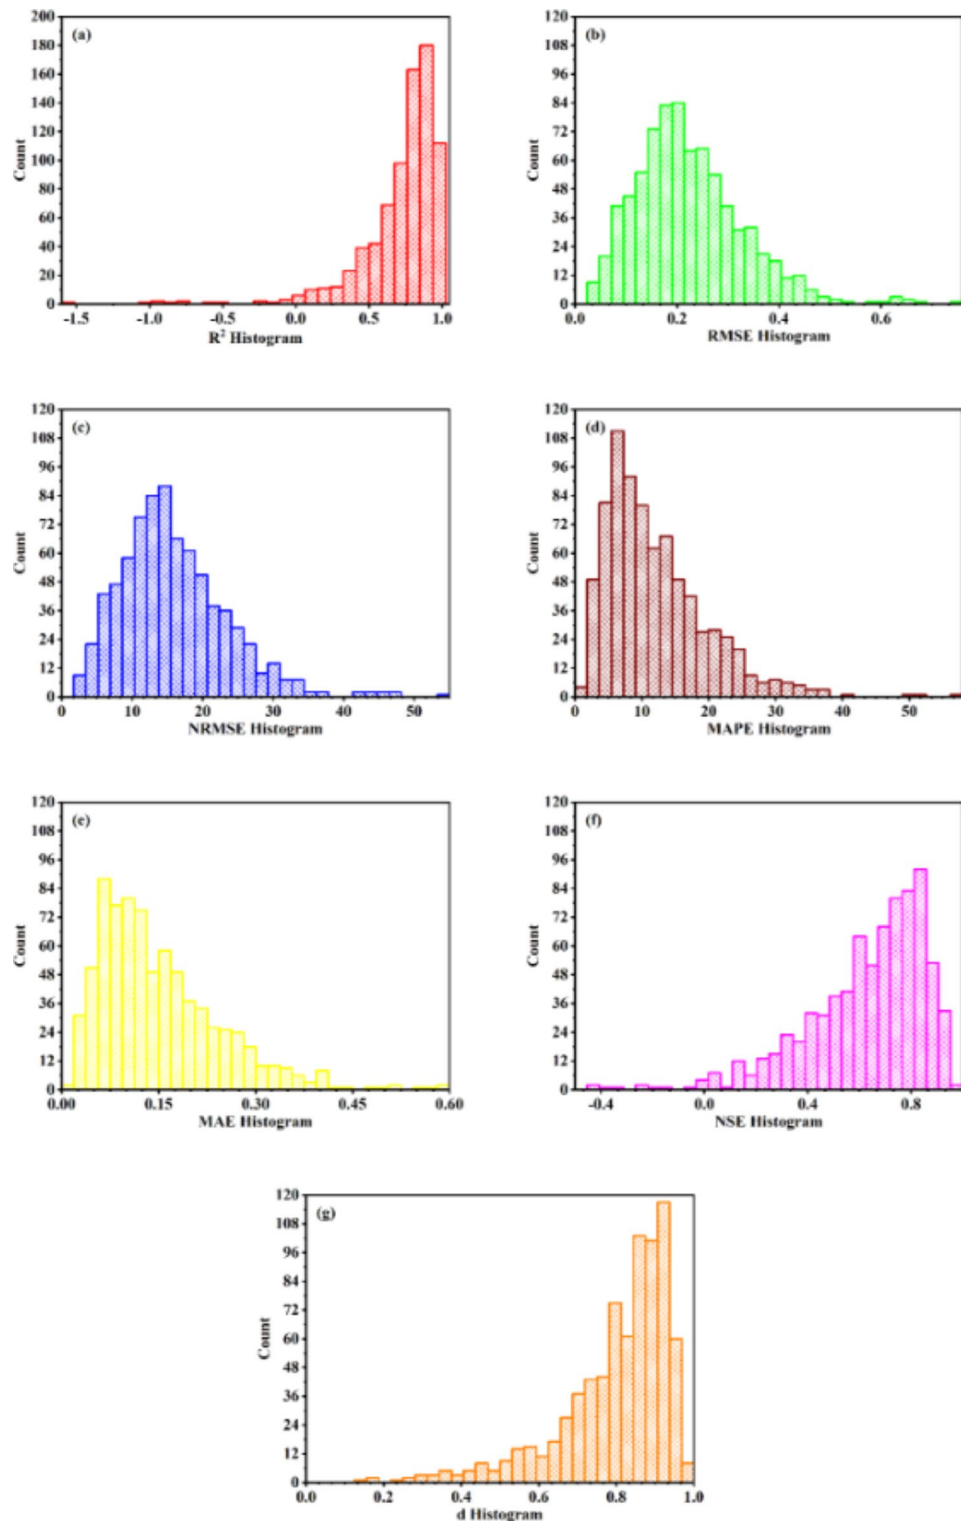 (a)
200
180
160
140
120
100
80
60
40
20
0
Count
-1.5 -1.0 -0.5 0.0 0.5 1.0
R² Histogram
(b)
120
108
96
84
72
60
48
36
24
12
0
Count
0.0 0.2 0.4 0.6
RMSE Histogram
(c)
120
108
96
84
72
60
48
36
24
12
0
Count
0 10 20 30 40 50
NRMSE Histogram
(d)
120
108
96
84
72
60
48
36
24
12
0
Count
0 10 20 30 40 50
MAPE Histogram
(e)
120
108
96
84
72
60
48
36
24
12
0
Count
0.00 0.15 0.30 0.45 0.60
MAE Histogram
(f)
120
108
96
84
72
60
48
36
24
12
0
Count
-0.4 0.0 0.4 0.8
NSE Histogram
(g)
120
108
96
84
72
60
48
36
24
12
0
Count
0.0 0.2 0.4 0.6 0.8 1.0
d Histogram